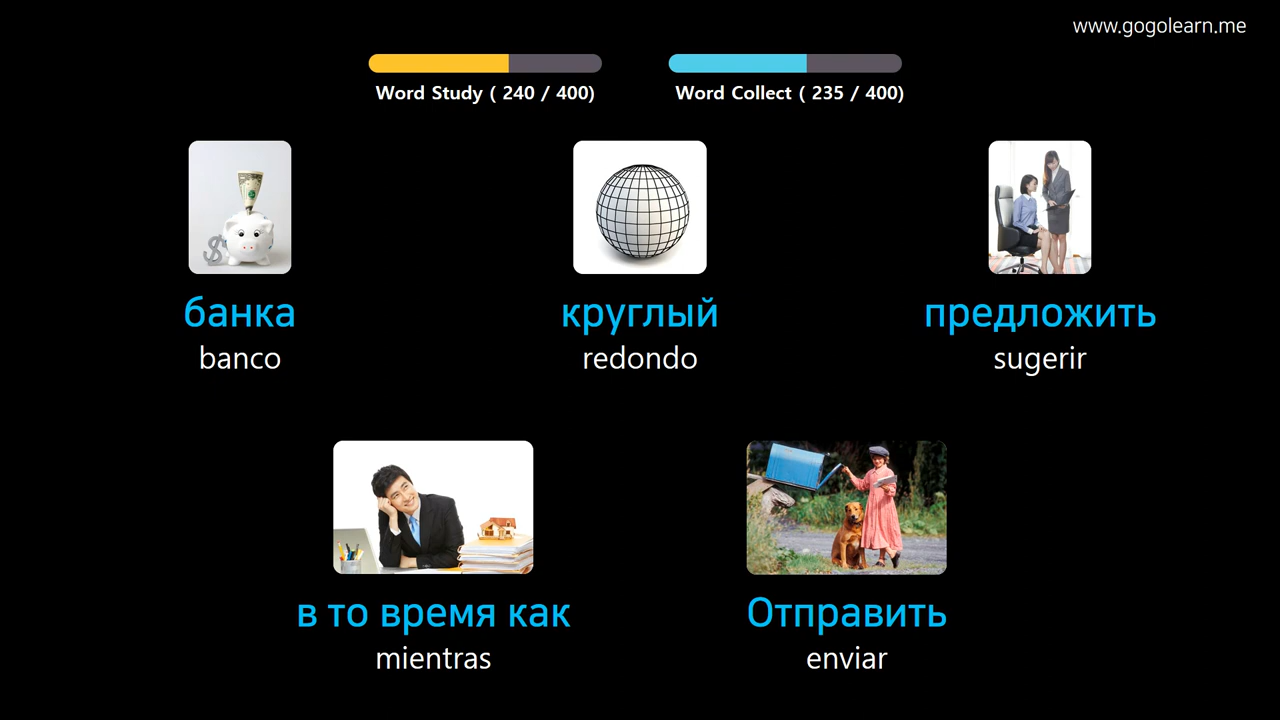 www.gogolearn.me
Word Study ( 240 / 400)
Word Collect ( 235 / 400)
банка
banco
круглый
redondo
предложить
sugerir
в то время как
mientras
Отправить
enviar